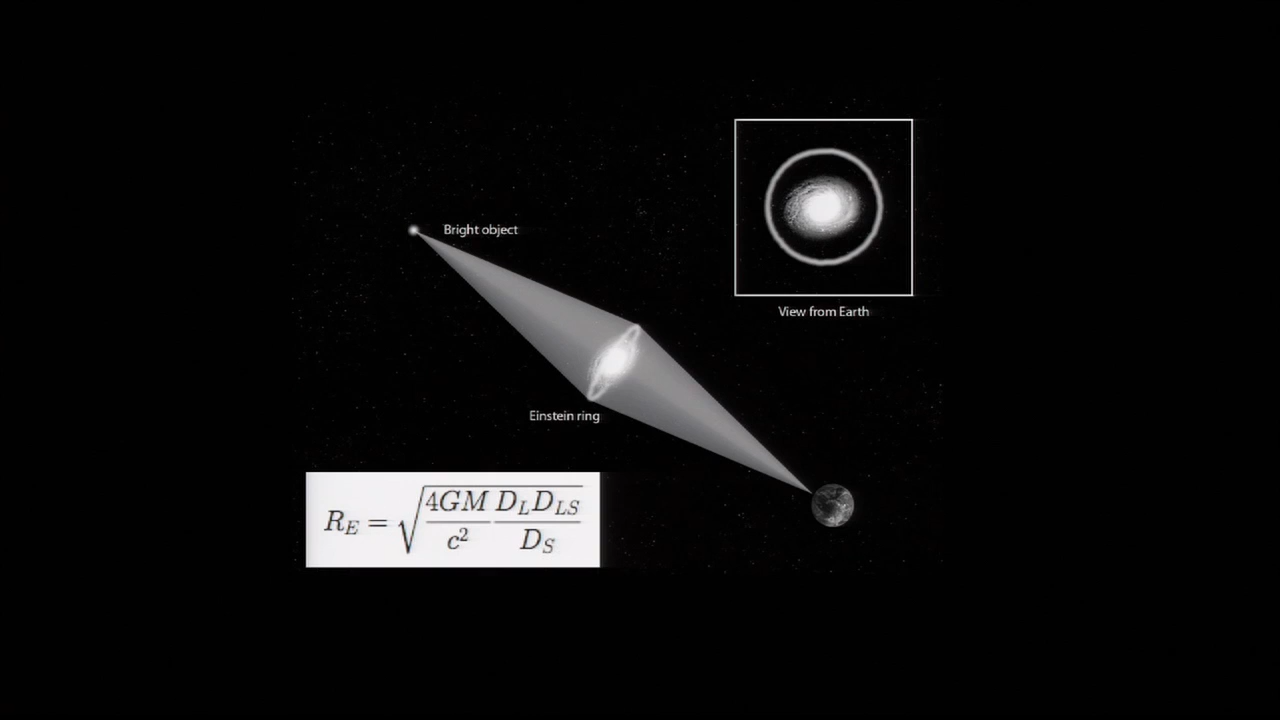 View from Earth
Bright object
Einstein ring
R_E = √(4GM/c² D_L D_LS/D_S)